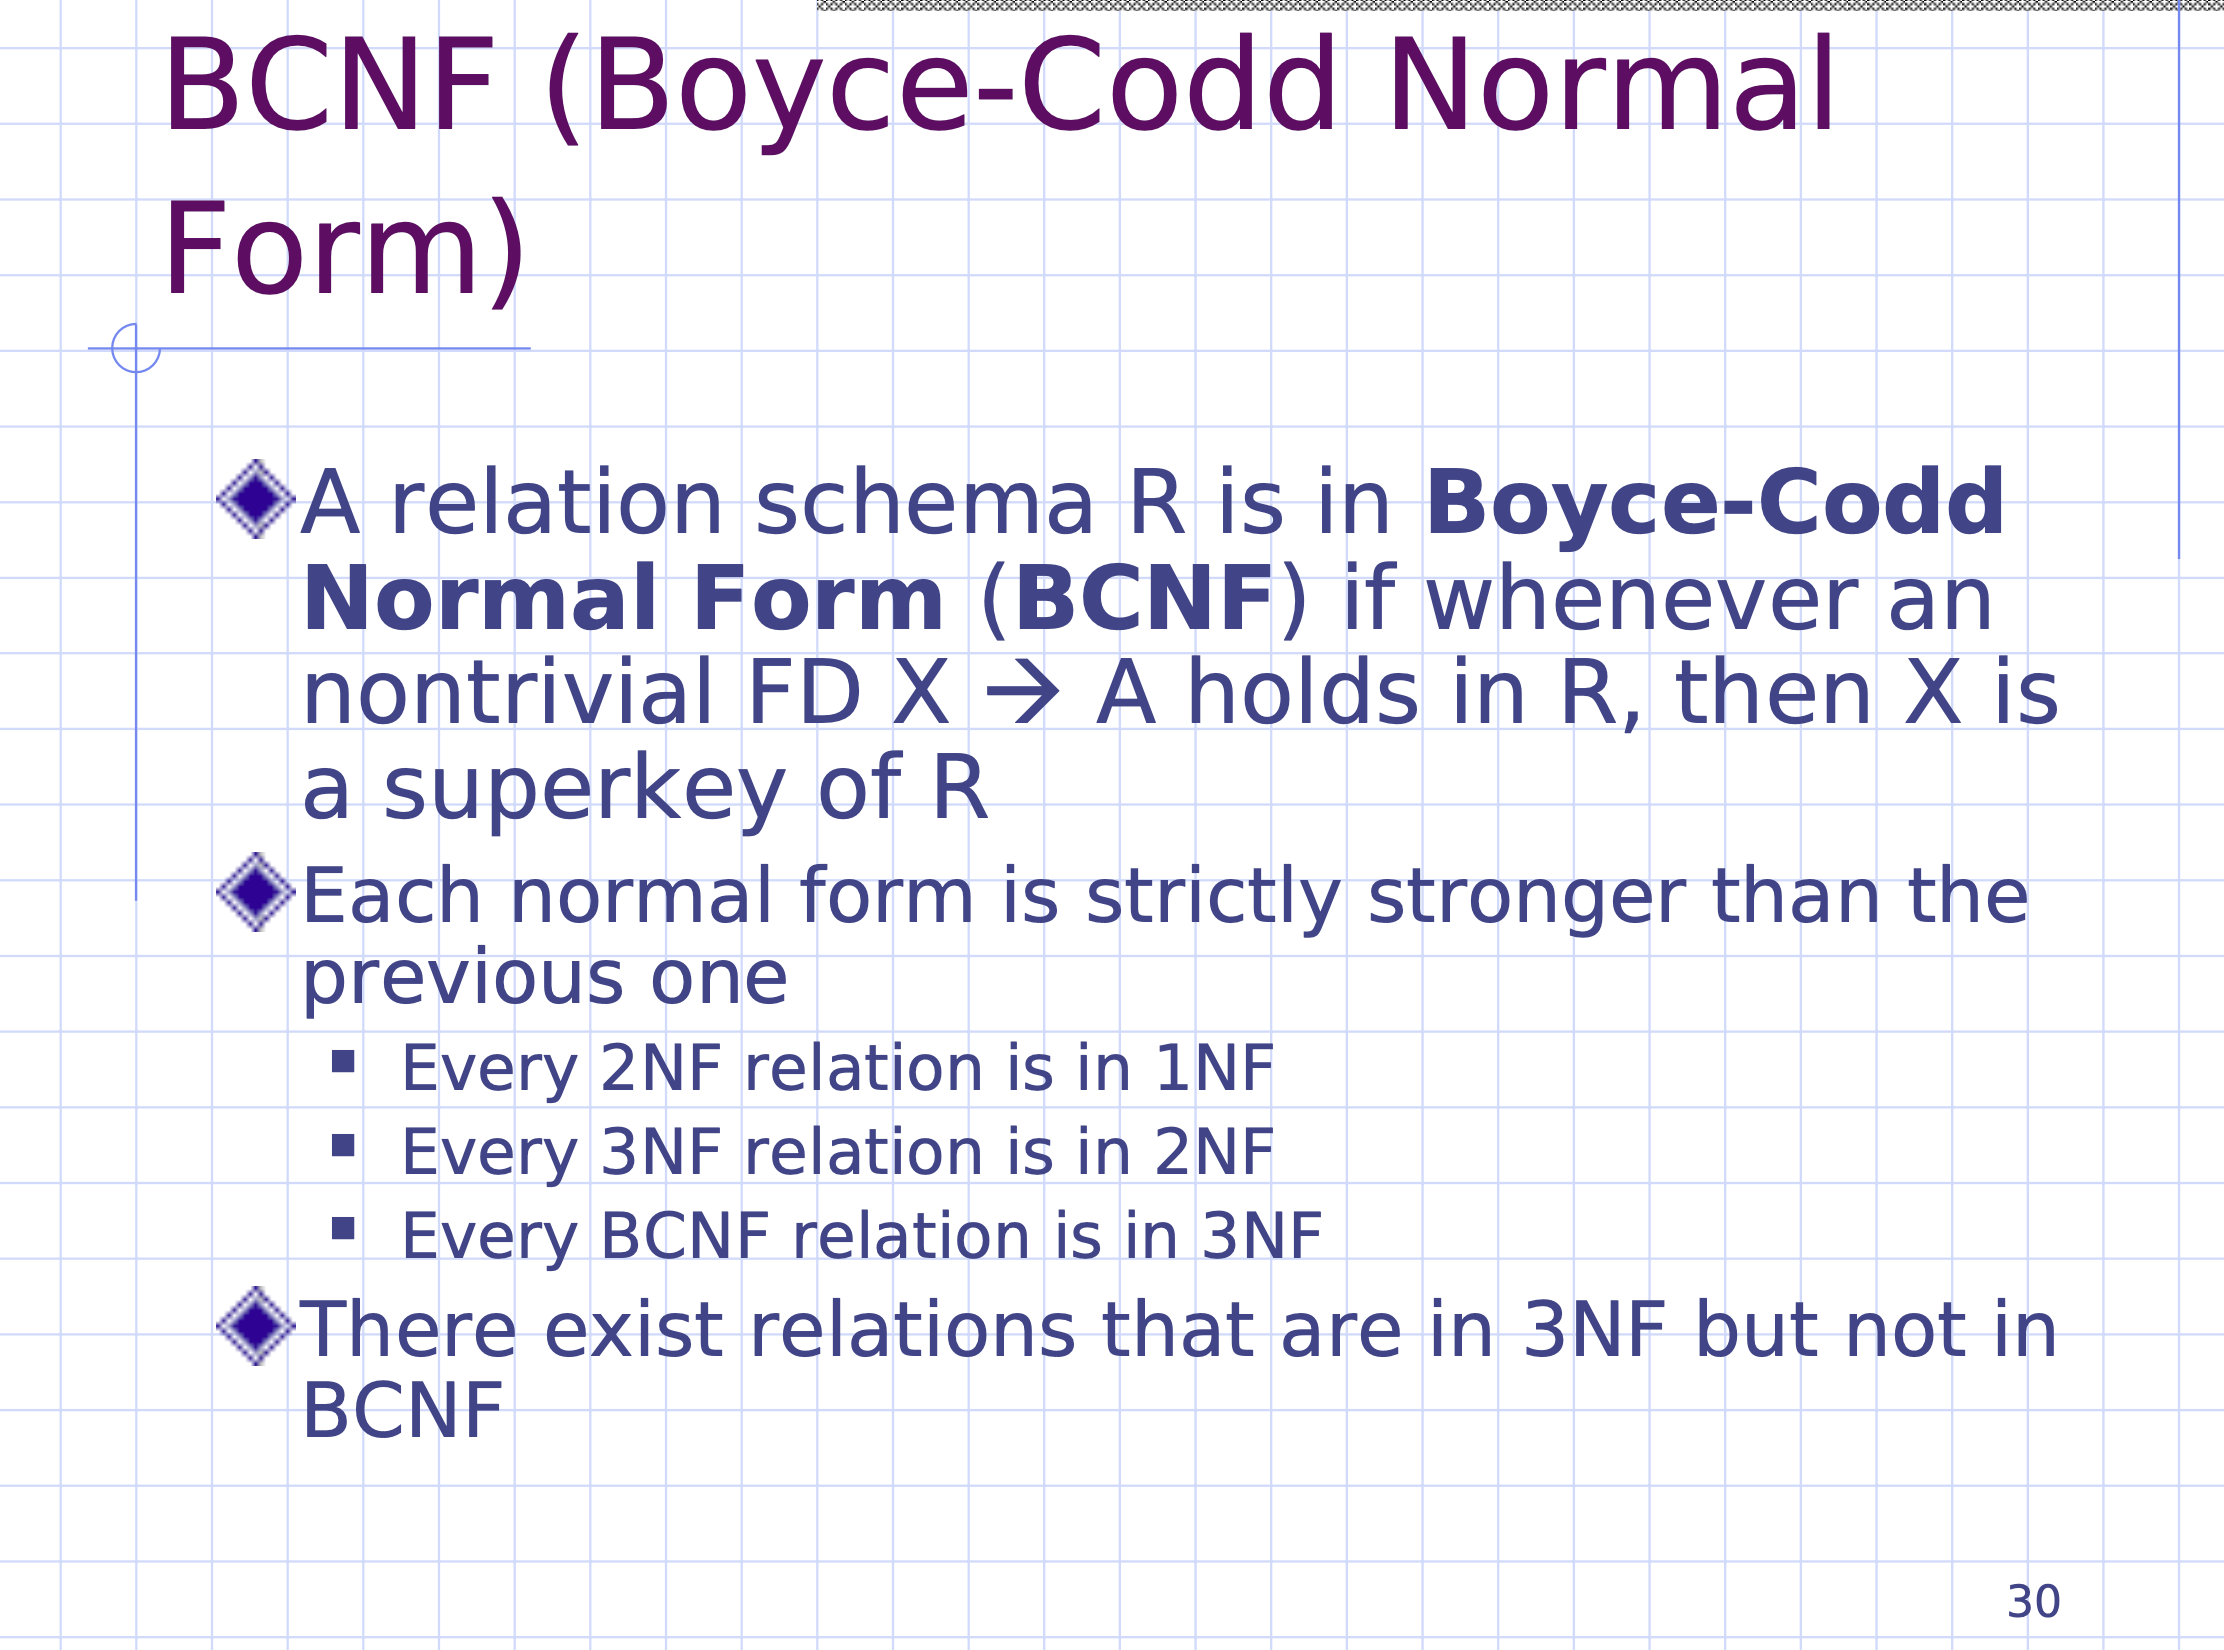 BCNF (Boyce-Codd Normal
Form)
A relation schema R is in Boyce-Codd
Normal Form (BCNF) if whenever an
nontrivial FD X → A holds in R, then X is
a superkey of R
Each normal form is strictly stronger than the
previous one
Every 2NF relation is in 1NF
Every 3NF relation is in 2NF
Every BCNF relation is in 3NF
There exist relations that are in 3NF but not in
BCNF
30